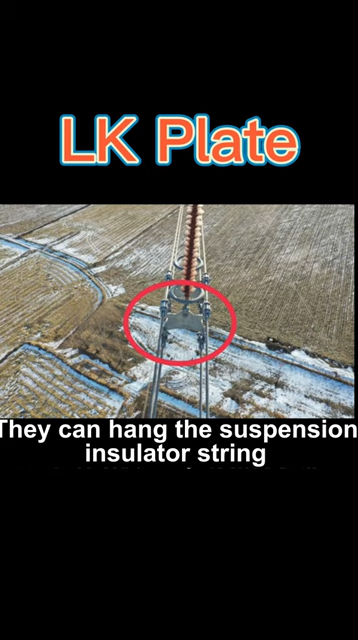 LK Plate
They can hang the suspension
insulator string